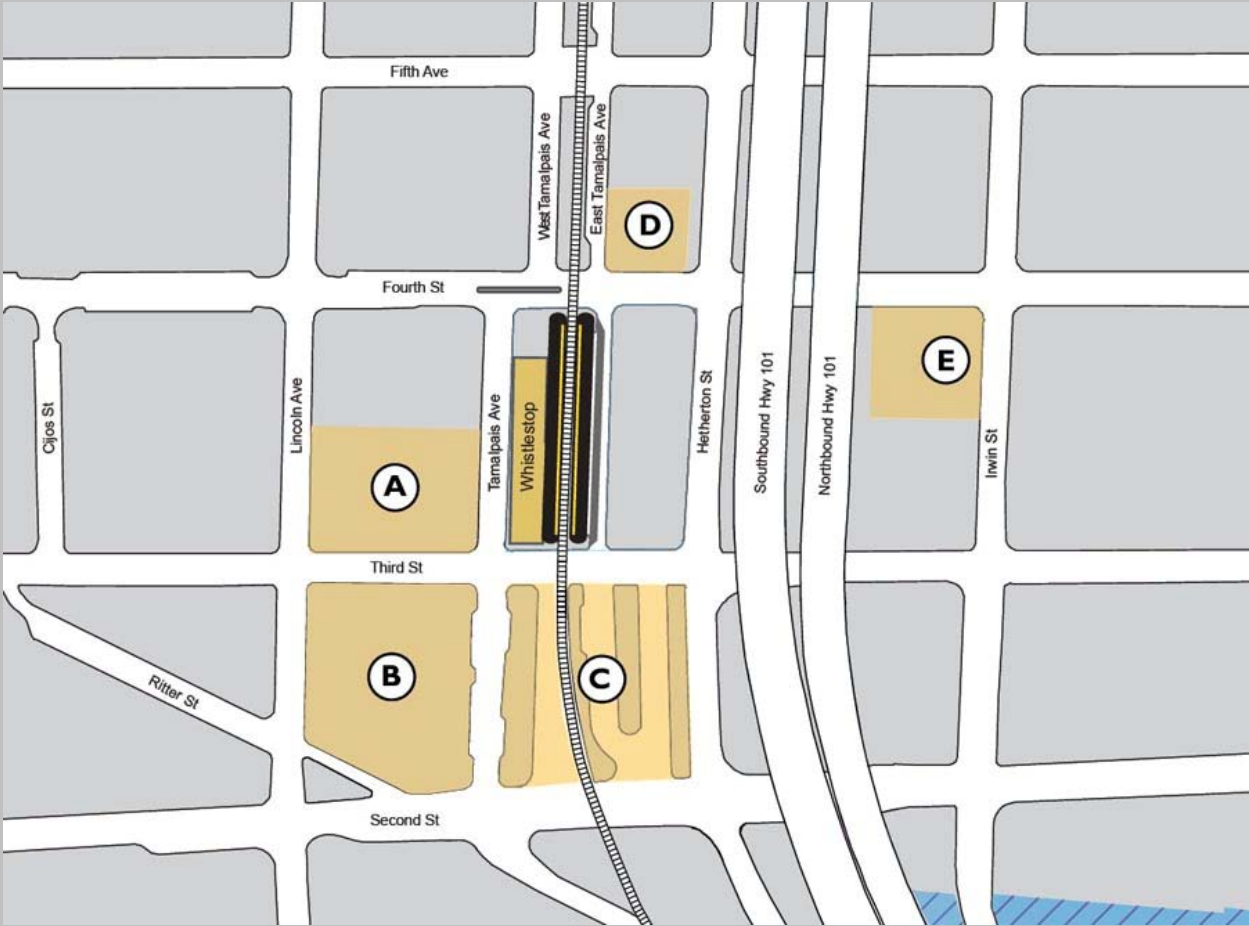 Fifth Ave
West Tamalpais Ave
East Tamalpais Ave
D
Fourth St
E
Cijos St
Lincoln Ave
A
Tamalpais Ave
Whistlestop
Hetherton St
Southbound Hwy 101
Northbound Hwy 101
Irwin St
Third St
B
C
Ritter St
Second St